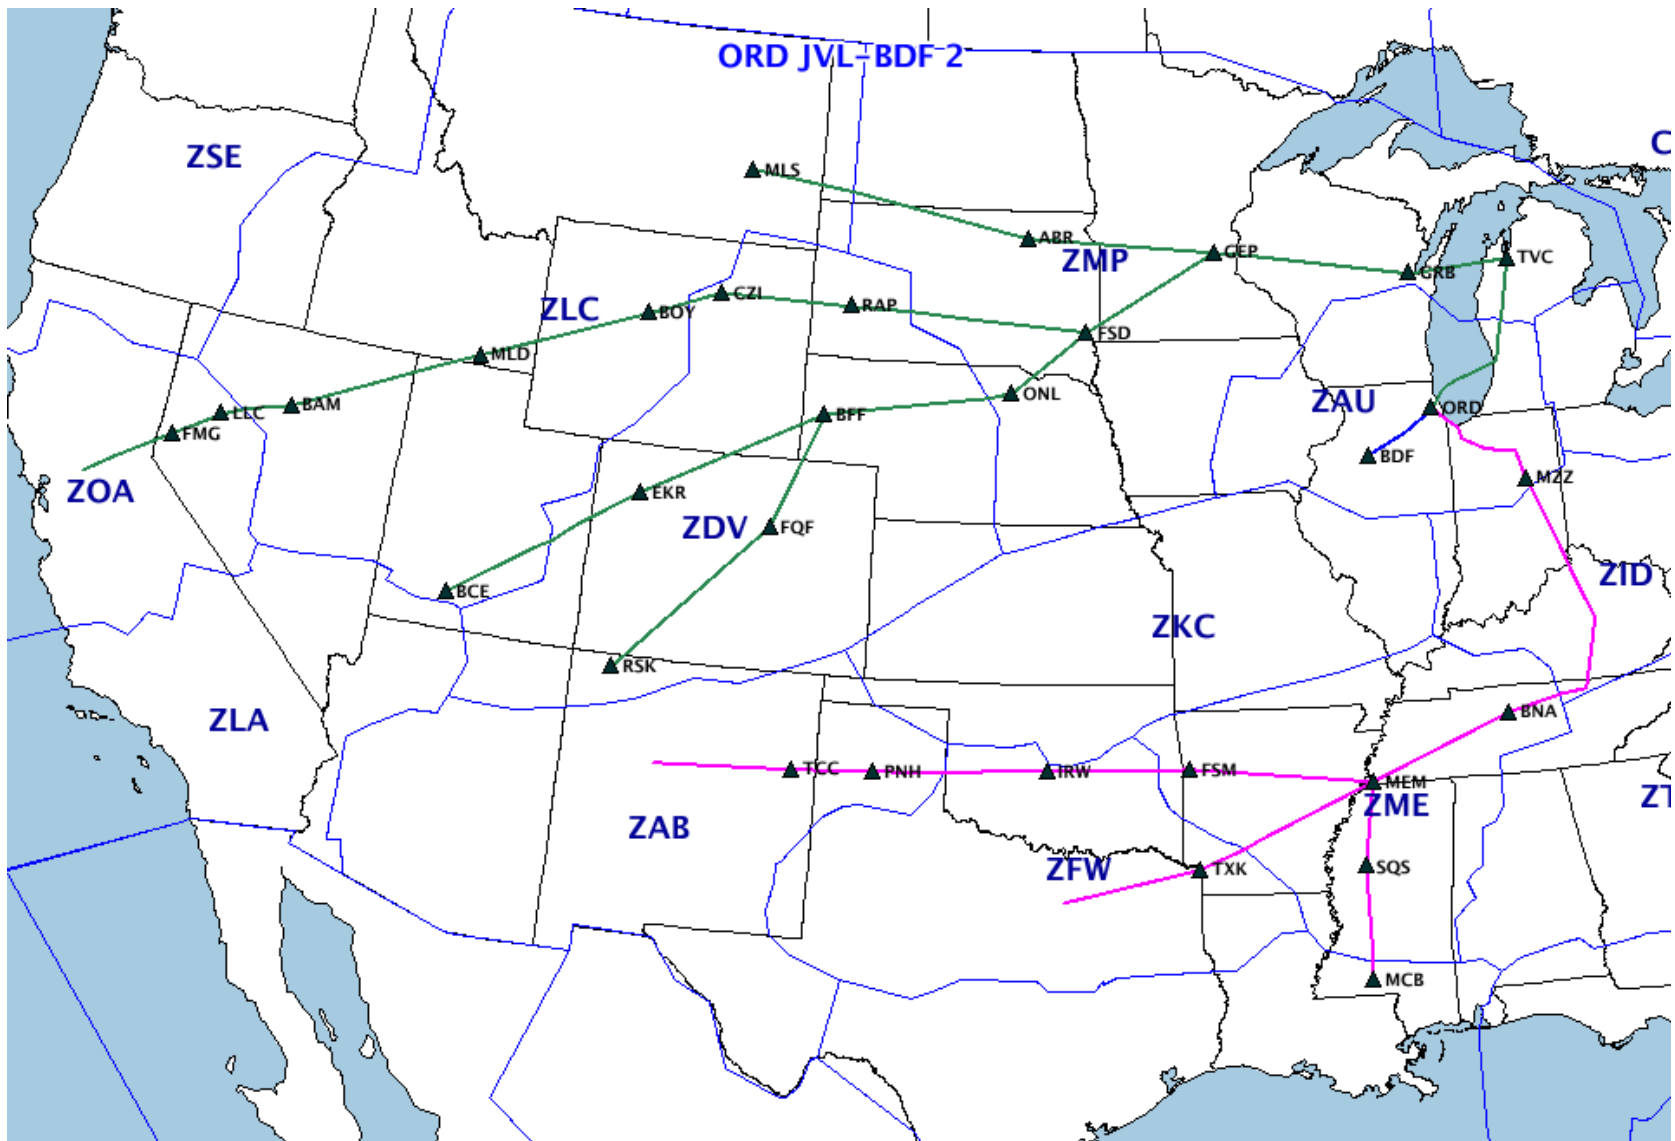 ORD JVL-BDF 2
C
ZSE
MLS
ABR
GEP
ZMP
GRB
TVC
CZI
ZLC
BOY
RAP
FSD
MLD
ONL
ZAU
LLC
BAM
BFF
ORD
FMG
BDF
ZOA
EKR
MZZ
ZDV
FQF
BCE
ZID
ZKC
RSK
ZLA
BNA
TCC
PNH
IRW
FSM
MEM
ZME
ZT
ZAB
ZFW
TXK
SQS
MCB